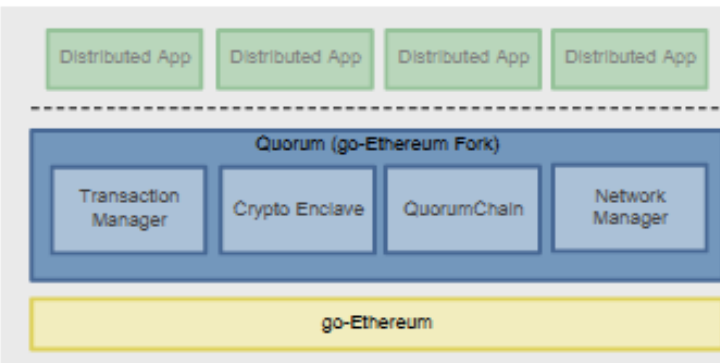 Distributed App
Distributed App
Distributed App
Distributed App
Quorum (go-Ethereum Fork)
Transaction
Manager
Crypto Enclave
QuorumChain
Network
Manager
go-Ethereum